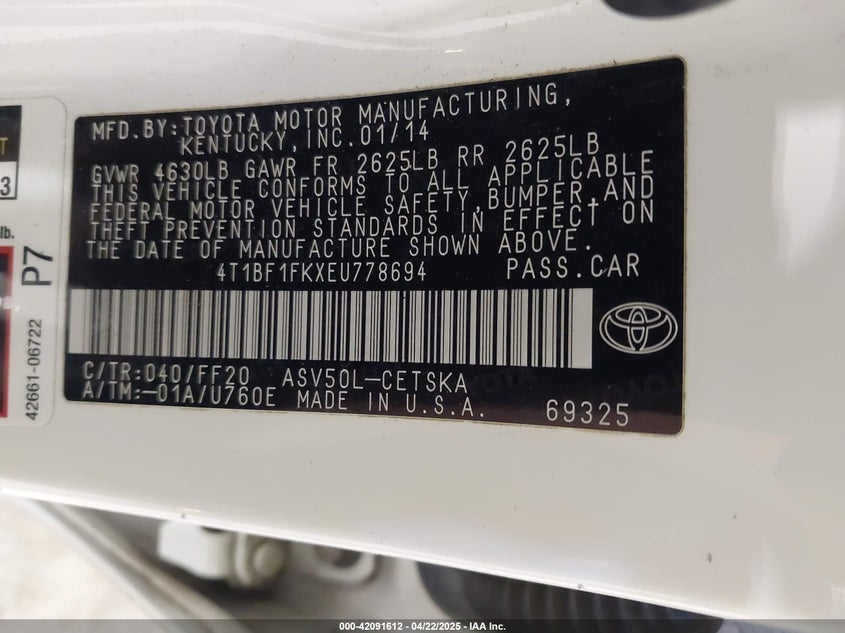 MFD.BY:TOYOTA MOTOR MANUFACTURING,
KENTUCKY, INC.01/14
GVWR 4630LB GAWR FR 2625LB RR 2625LB
THIS VEHICLE CONFORMS TO ALL APPLICABLE
FEDERAL MOTOR VEHICLE SAFETY,BUMPER,AND
THEFT PREVENTION STANDARDS IN EFFECT ON
THE DATE OF MANUFACTURE SHOWN ABOVE.
4T1BF1FKXEU778694 PASS.CAR
C/TR:040/FF20 ASV50L-CETSKA
A/TM:-01A/U760E MADE IN U.S.A. 69325
T
3
lb.
P7
42661-06722
000-42091612 - 04/22/2025 - IAA Inc.